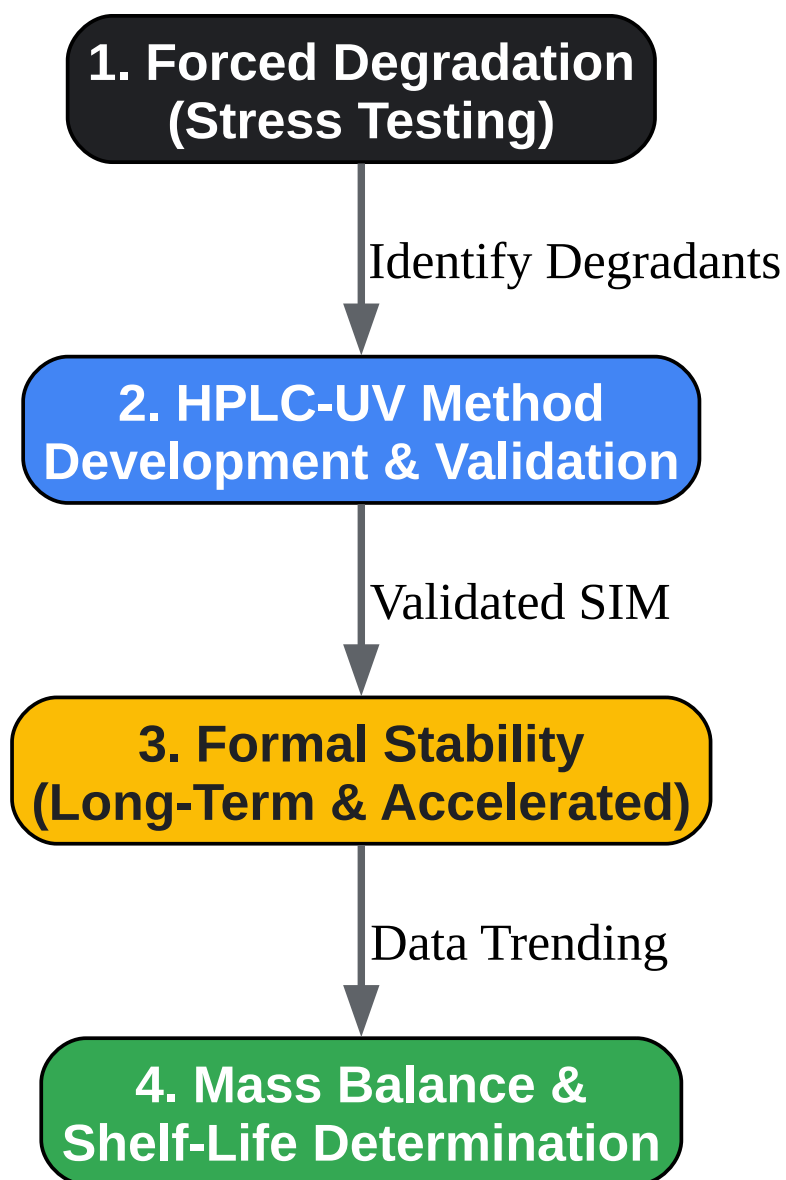 1. Forced Degradation
(Stress Testing)
Identify Degradants
2. HPLC-UV Method
Development & Validation
Validated SIM
3. Formal Stability
(Long-Term & Accelerated)
Data Trending
4. Mass Balance &
Shelf-Life Determination